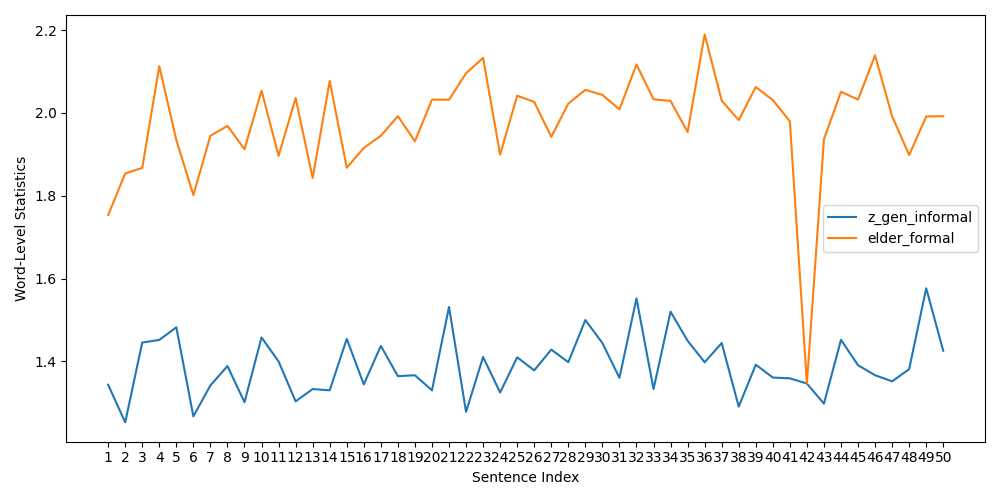 2.2
2.0
1.8
1.6
1.4
Word-Level Statistics
z_gen_informal
elder_formal
1 2 3 4 5 6 7 8 9 10 11 12 13 14 15 16 17 18 19 20 21 22 23 24 25 26 27 28 29 30 31 32 33 34 35 36 37 38 39 40 41 42 43 44 45 46 47 48 49 50
Sentence Index